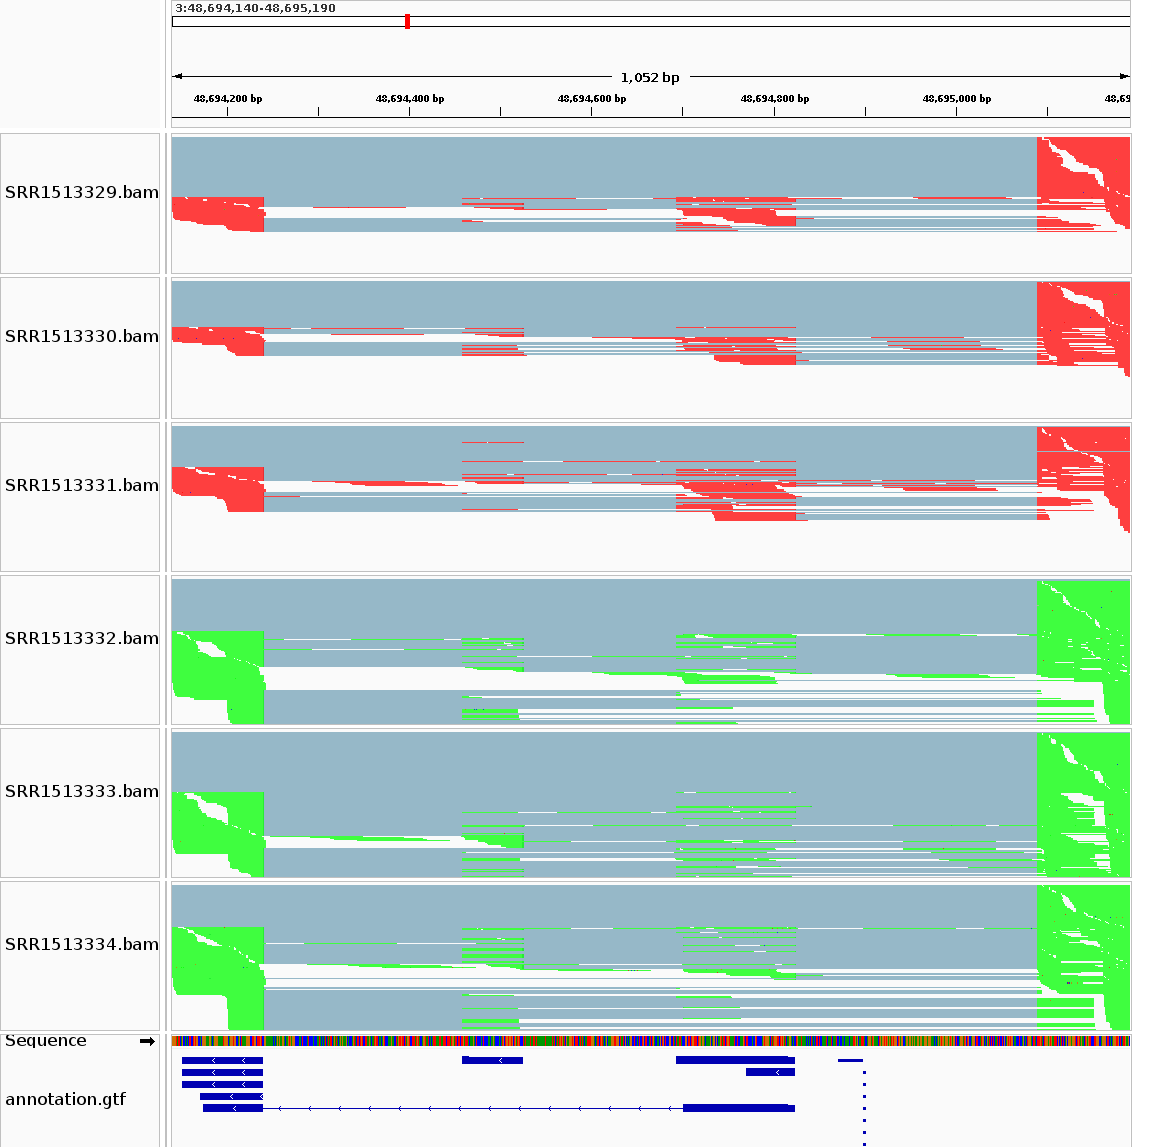 3:48,694,140-48,695,190
1,052 bp
48,694,200 bp
48,694,400 bp
48,694,600 bp
48,694,800 bp
48,695,000 bp
48,69
SRR1513329.bam
SRR1513330.bam
SRR1513331.bam
SRR1513332.bam
SRR1513333.bam
SRR1513334.bam
Sequence
annotation.gtf